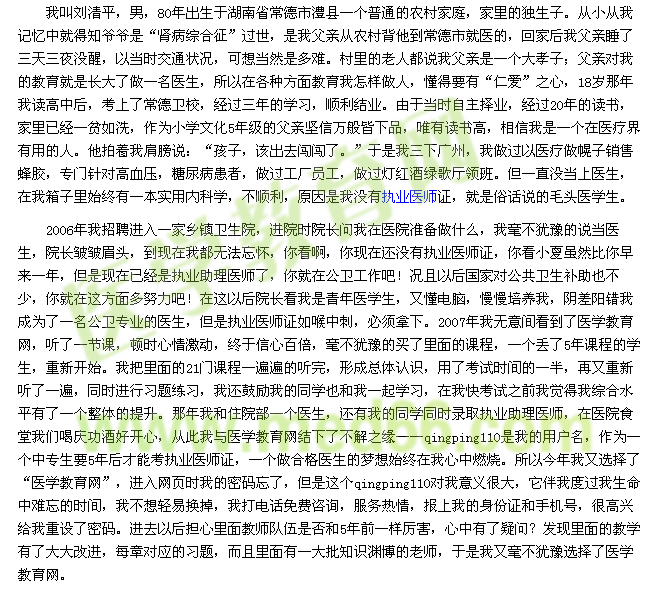 我叫刘清平，男，80年出生于湖南省常德市澧县一个普通的农村家庭，家里的独生子。从小从我
记忆中就得知爷爷是“肾病综合征”过世，是我父亲从农村背他到常德市就医的，回家后我父亲睡了
三天三夜没醒，以当时交通状况，可想当然是多难。村里的老人都说我父亲是一个大孝子；父亲对我
的教育就是长大了做一名医生，所以在各种方面教育我怎样做人，懂得要有“仁爱”之心，18岁那年
我读高中后，考上了常德卫校，经过三年的学习，顺利结业。由于当时自主择业，经过20年的读书，
家里已经一贫如洗，作为小学文化5年级的父亲坚信万般皆下品，唯有读书高，相信我是一个在医疗界
有用的人。他拍着我肩膀说：“孩子，该出去闯闯了。”于是我三下广州，我做过以医疗做幌子销售
蜂胶，专门针对高血压，糖尿病患者，做过工厂员工，做过灯红酒绿歌厅领班。但一直没当上医生，
在我箱子里始终有一本实用内科学，不顺利，原因是我没有执业医师证，就是俗话说的毛头医学生。
2006年我招聘进入一家乡镇卫生院，进院时院长问我在医院准备做什么，我毫不犹豫的说当医
生，院长皱皱眉头，到现在我都无法忘怀，你看啊，你现在还没有执业医师证，你看小夏虽然比你早
来一年，但是现在已经是执业助理医师了，你就在公卫工作吧！况且以后国家对公共卫生补助也不
少，你就在这方面多努力吧！在这以后院长看我是青年医学生，又懂电脑，慢慢培养我，阴差阳错我
成为了一名公卫专业的医生，但是执业医师证如喉中刺，必须拿下。2007年我无意间看到了医学教育
网，听了一节课，顿时心情激动，终于信心百倍，毫不犹豫的买了里面的课程，一个丢了5年课程的学
生，重新开始。我把里面的21门课程一遍遍的听完，形成总体认识，用了考试时间的一半，再又重新
听了一遍，同时进行习题练习，我还鼓励我的同学也和我一起学习，在我快考试之前我觉得我综合水
平有了一个整体的提升。那年我和住院部一个医生，还有我的同学同时录取执业助理医师，在医院食
堂我们喝庆功酒好开心，从此我与医学教育网结下了不解之缘——qingping110是我的用户名，作为一
个中专生要5年后才能考执业医师证，一个做合格医生的梦想始终在我心中燃烧。所以今年我又选择了
“医学教育网”，进入网页时我的密码忘了，但是这个qingping110对我意义很大，它伴我度过我生命
中难忘的时间，我不想轻易换掉，我打电话免费咨询，服务热情，报上我的身份证和手机号，很高兴
给我重设了密码。进去以后担心里面教师队伍是否和5年前一样厉害，心中有了疑问？发现里面的教学
有了大大改进，每章对应的习题，而且里面有一大批知识渊博的老师，于是我又毫不犹豫选择了医学
教育网。
医学教育网
www.med66.com